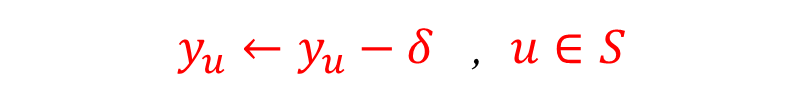 y_u ← y_u − δ , u ∈ S